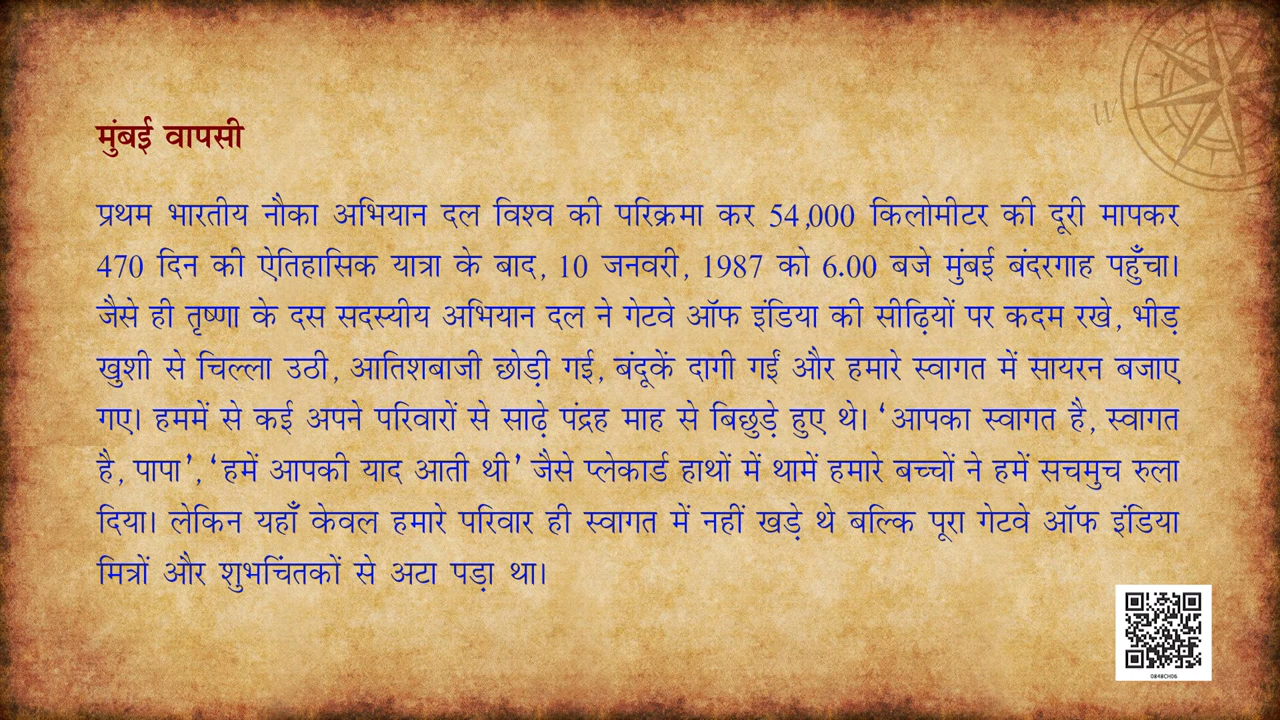 मुंबई वापसी
प्रथम भारतीय नौका अभियान दल विश्व की परिक्रमा कर 54,000 किलोमीटर की दूरी मापकर
470 दिन की ऐतिहासिक यात्रा के बाद, 10 जनवरी, 1987 को 6.00 बजे मुंबई बंदरगाह पहुँचा।
जैसे ही तृष्णा के दस सदस्यीय अभियान दल ने गेटवे ऑफ इंडिया की सीढ़ियों पर कदम रखे, भीड़
खुशी से चिल्ला उठी, आतिशबाजी छोड़ी गई, बंदूकें दागी गईं और हमारे स्वागत में सायरन बजाए
गए। हममें से कई अपने परिवारों से साढ़े पंद्रह माह से बिछुड़े हुए थे। ‘आपका स्वागत है, स्वागत
है, पापा’, ‘हमें आपकी याद आती थी’ जैसे प्लेकार्ड हाथों में थामें हमारे बच्चों ने हमें सचमुच रुला
दिया। लेकिन यहाँ केवल हमारे परिवार ही स्वागत में नहीं खड़े थे बल्कि पूरा गेटवे ऑफ इंडिया
मित्रों और शुभचिंतकों से अटा पड़ा था।
W
0848CH06